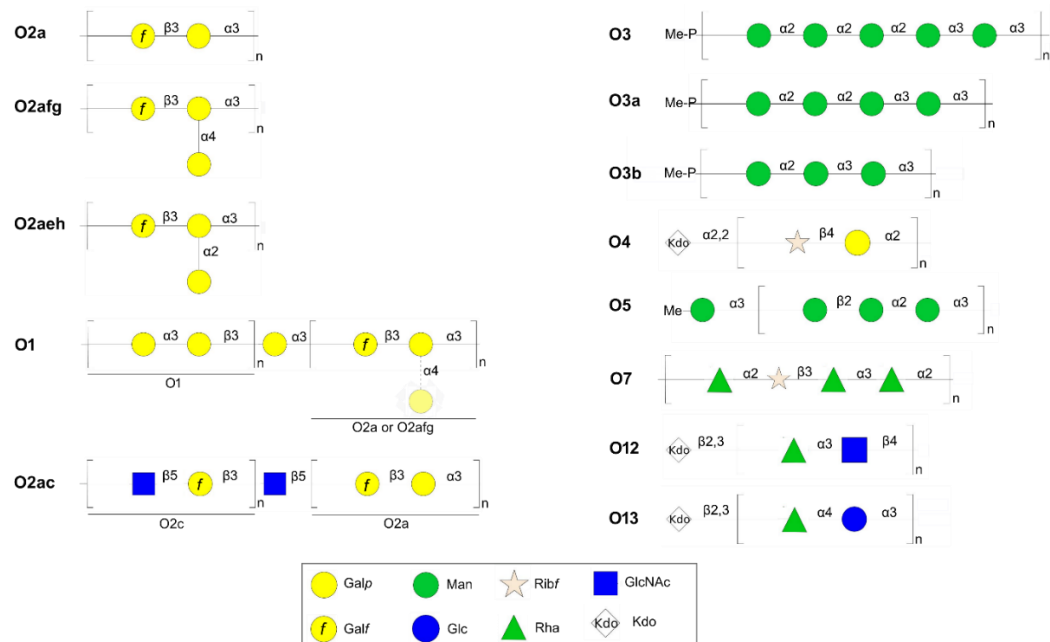 O2a
f β3 α3
n
O2afg
f β3 α3
n
α4
O2aeh
f β3 α3
n
α2
O1
α3 β3 α3 f β3 α3
n n
α4
O1
O2a or O2afg
O2ac
β5 f β3 β5 f β3 α3
n n
O2c O2a
O3 Me-P α2 α2 α2 α3 α3
n
O3a Me-P α2 α2 α3 α3
n
O3b Me-P α2 α3 α3
n
O4 Kdo α2,2 β4 α2
n
O5 Me α3 β2 α2 α3
n
O7 α2 β3 α3 α2
n
O12 Kdo β2,3 α3 β4
n
O13 Kdo β2,3 α4 α3
n
Galp Man Ribf GlcNAc
f Galf Glc Rha Kdo Kdo